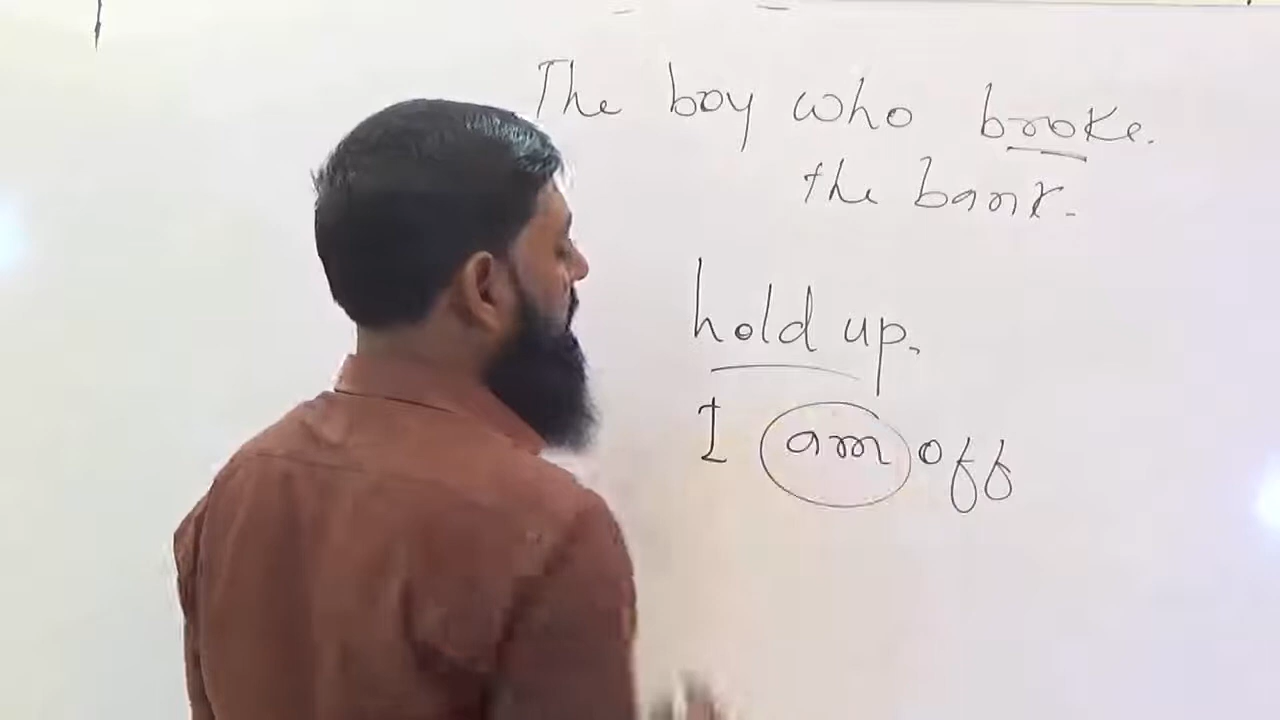 The boy who broke.
the bank.
hold up.
I am off